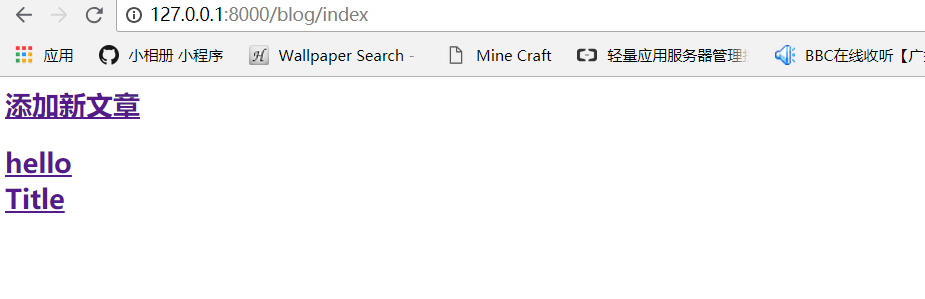 127.0.0.1:8000/blog/index
应用 小相册 小程序 Wallpaper Search - Mine Craft 轻量应用服务器管理 BBC在线收听【广
添加新文章
hello
Title